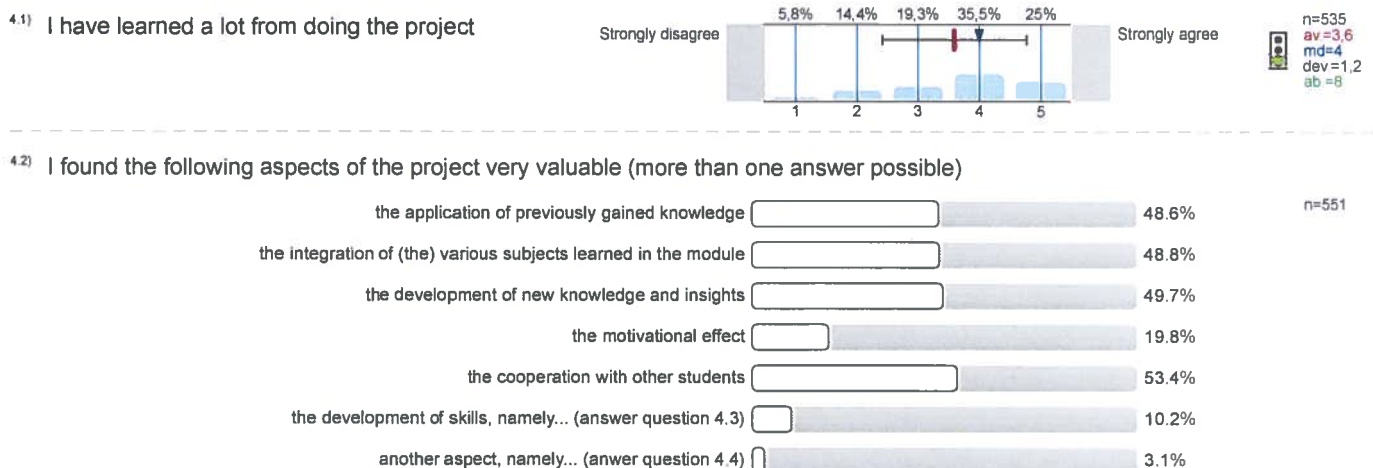 4.1) I have learned a lot from doing the project
5,8% 14,4% 19,3% 35,5% 25%
Strongly disagree
Strongly agree
1 2 3 4 5
n=535
av=3,6
md=4
dev=1,2
ab=8
4.2) I found the following aspects of the project very valuable (more than one answer possible)
n=551
the application of previously gained knowledge 48.6%
the integration of (the) various subjects learned in the module 48.8%
the development of new knowledge and insights 49.7%
the motivational effect 19.8%
the cooperation with other students 53.4%
the development of skills, namely... (answer question 4.3) 10.2%
another aspect, namely... (anwer question 4.4) 3.1%